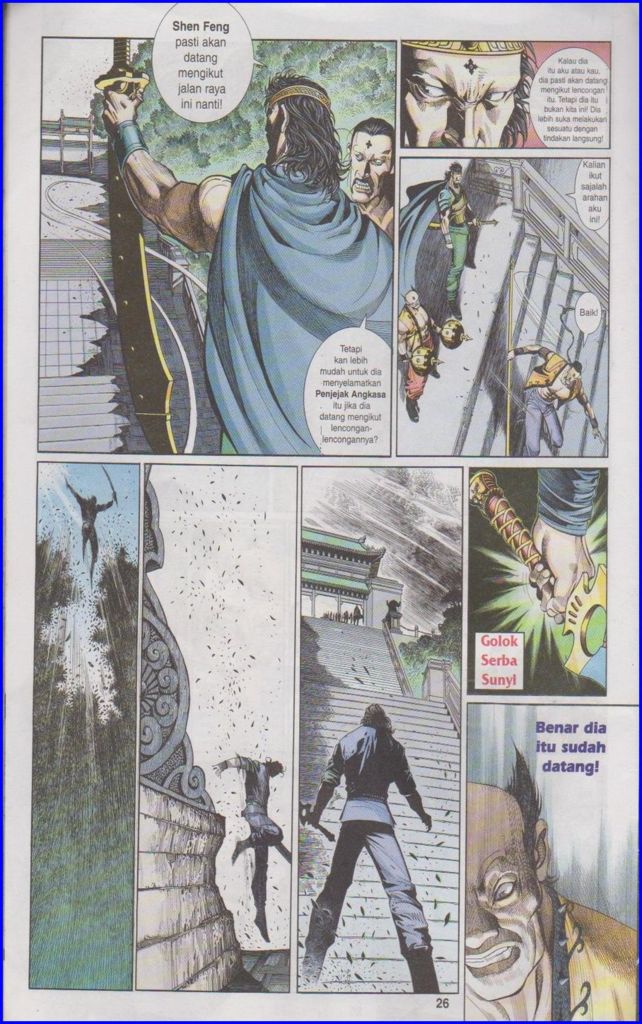 Shen Feng
pasti akan
datang
mengikut
jalan raya
ini nanti!
Tetapi
kan lebih
mudah untuk dia
menyelamatkan
Penjejak Angkasa
itu jika dia
datang mengikut
lencongan-
lencongannya?
Kalau dia
itu aku atau kau,
dia pasti akan datang
mengikut lencongan
itu. Tetapi dia itu
bukan kita ini! Dia
lebih suka melakukan
sesuatu dengan
tindakan langsung!
Kalian
ikut
sajalah
arahan
aku
ini!
Baik!
Golok
Serba
Sunyi
Benar dia
itu sudah
datang!
26